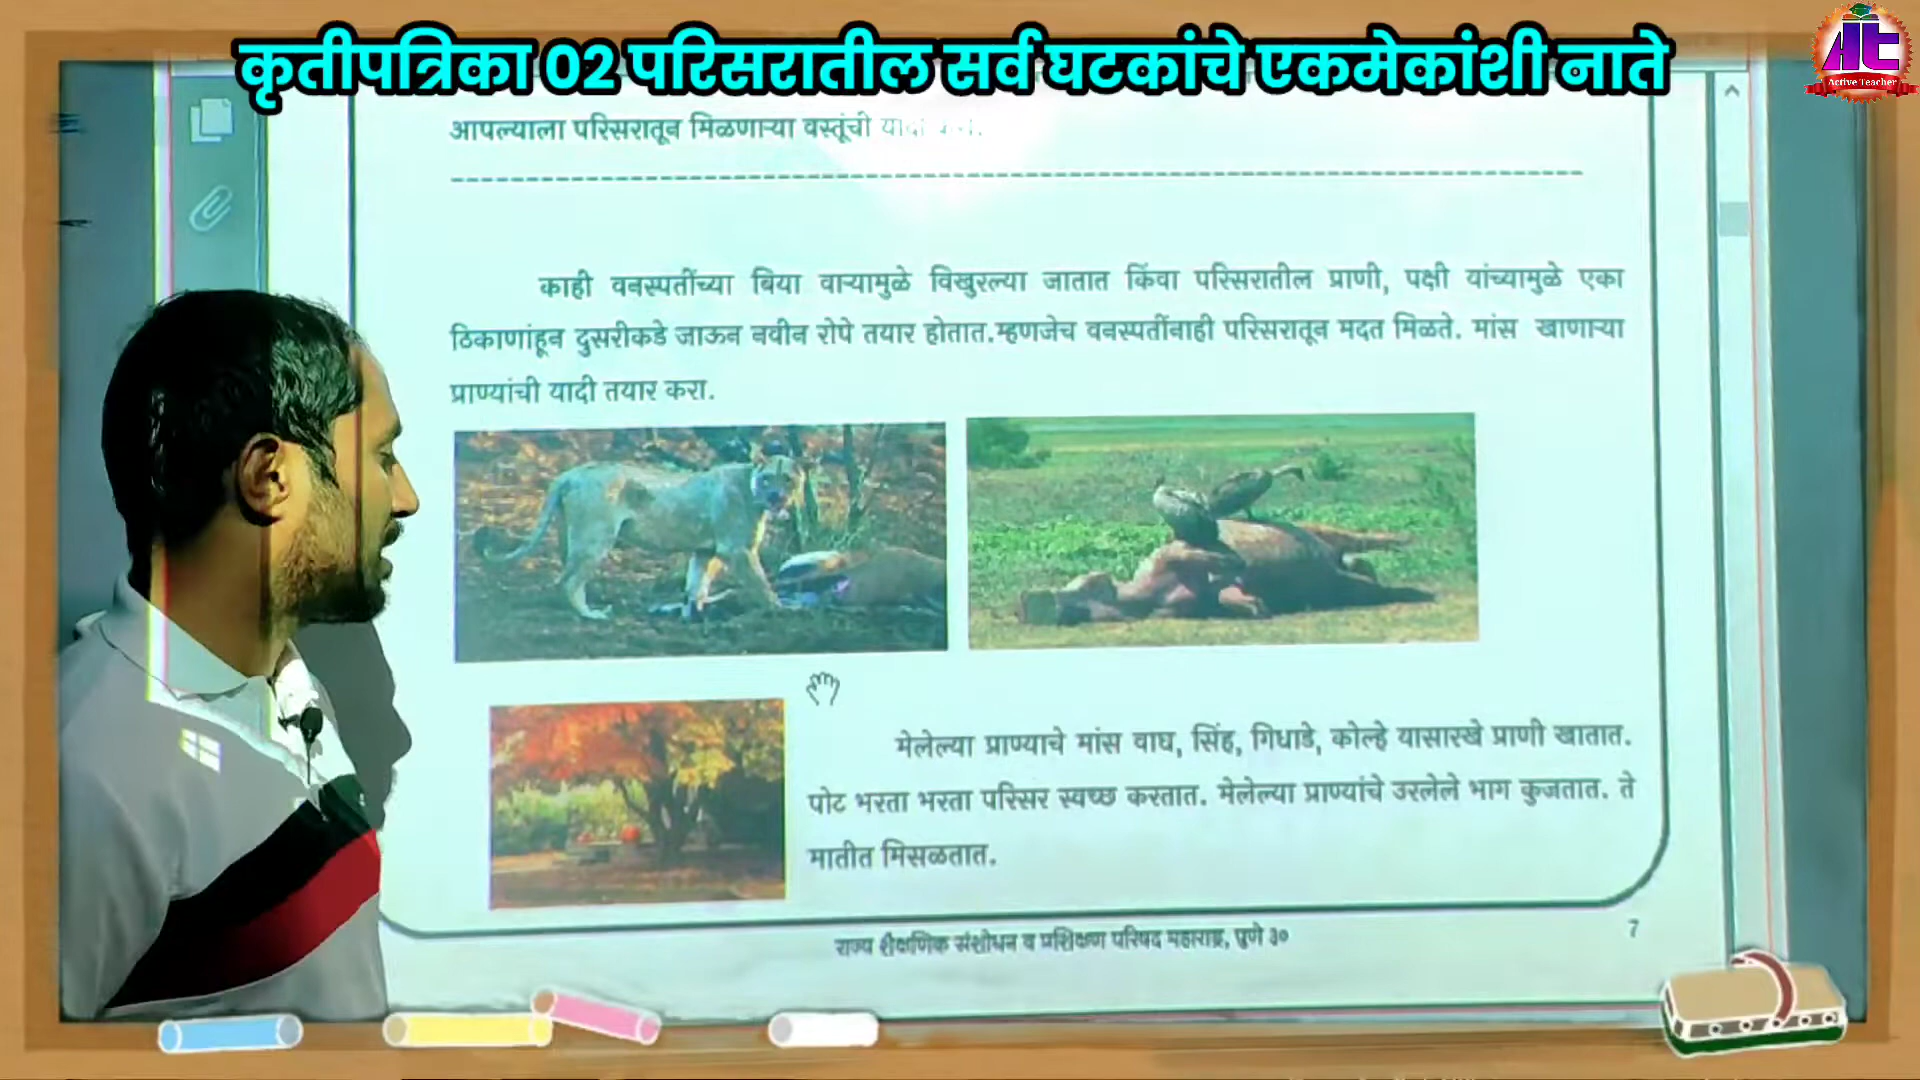 कृतीपत्रिका 02 परिसरातील सर्व घटकांचे एकमेकांशी नाते
Active Teacher
आपल्याला परिसरातून मिळणाऱ्या वस्तूंची
काही वनस्पतींच्या बिया वाऱ्यामुळे विखुरल्या जातात किंवा परिसरातील प्राणी, पक्षी यांच्यामुळे एका
ठिकाणांहून दुसरीकडे जाऊन नवीन रोपे तयार होतात.म्हणजेच वनस्पतींनाही परिसरातून मदत मिळते. मांस खाणाऱ्या
प्राण्यांची यादी तयार करा.
मेलेल्या प्राण्याचे मांस वाघ, सिंह, गिधाडे, कोल्हे यासारखे प्राणी खातात.
पोट भरता भरता परिसर स्वच्छ करतात. मेलेल्या प्राण्यांचे उरलेले भाग कुजतात. ते
मातीत मिसळतात.
राज्य शैक्षणिक संशोधन व प्रशिक्षण परिषद महाराष्ट्र, पुणे ३०
7